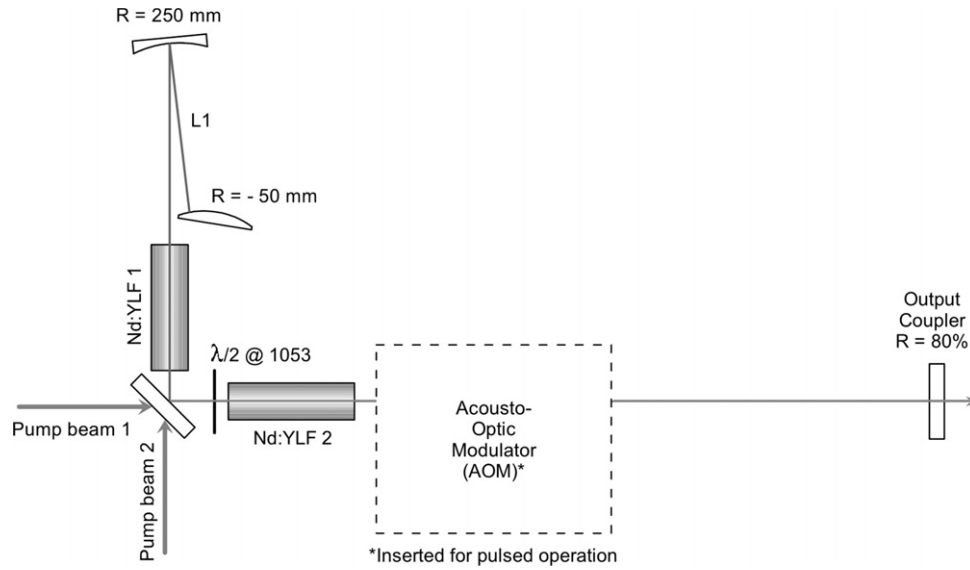 R = 250 mm
L1
R = - 50 mm
Nd:YLF 1
λ/2 @ 1053
Output
Coupler
R = 80%
Acousto-
Optic
Modulator
(AOM)*
Pump beam 1
Nd:YLF 2
Pump beam 2
*Inserted for pulsed operation